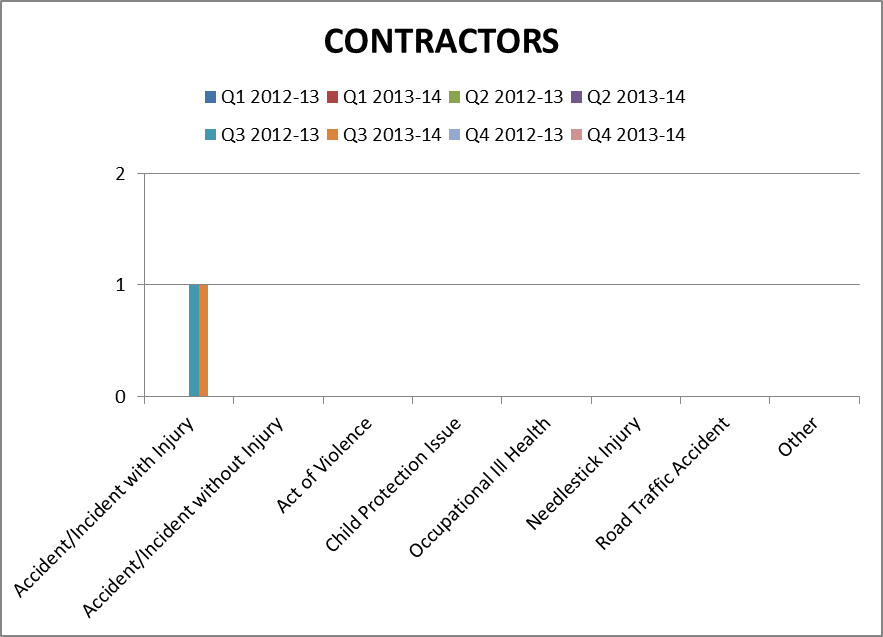 CONTRACTORS
Q1 2012-13 Q1 2013-14 Q2 2012-13 Q2 2013-14
Q3 2012-13 Q3 2013-14 Q4 2012-13 Q4 2013-14
2
1
0
Accident/Incident with Injury
Accident/Incident without Injury
Act of Violence
Child Protection Issue
Occupational Ill Health
Needlestick Injury
Road Traffic Accident
Other